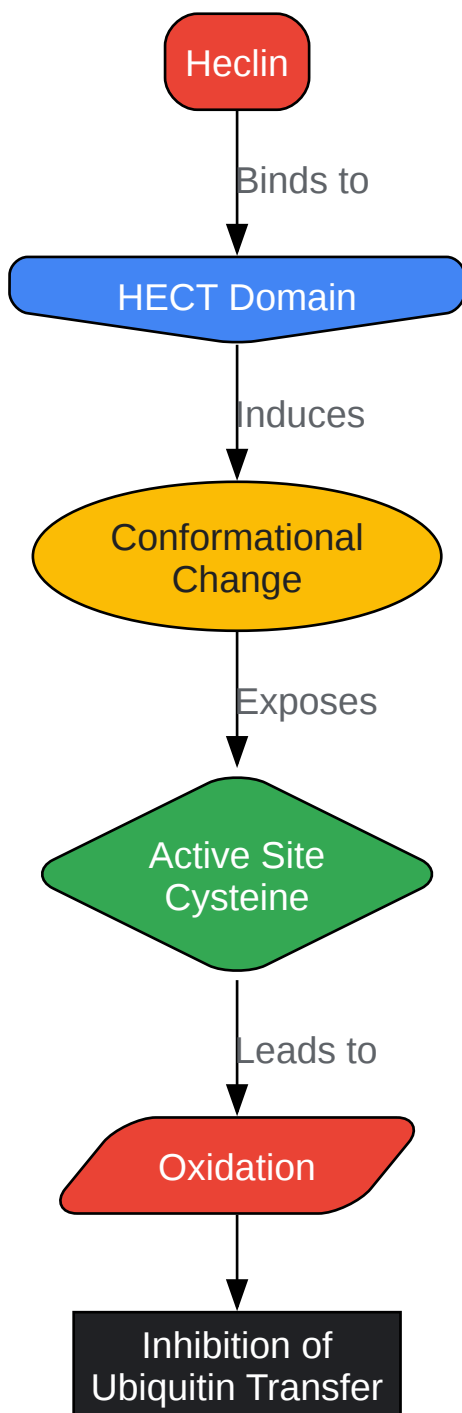 Heclin
Binds to
HECT Domain
Induces
Conformational
Change
Exposes
Active Site
Cysteine
Leads to
Oxidation
Inhibition of
Ubiquitin Transfer